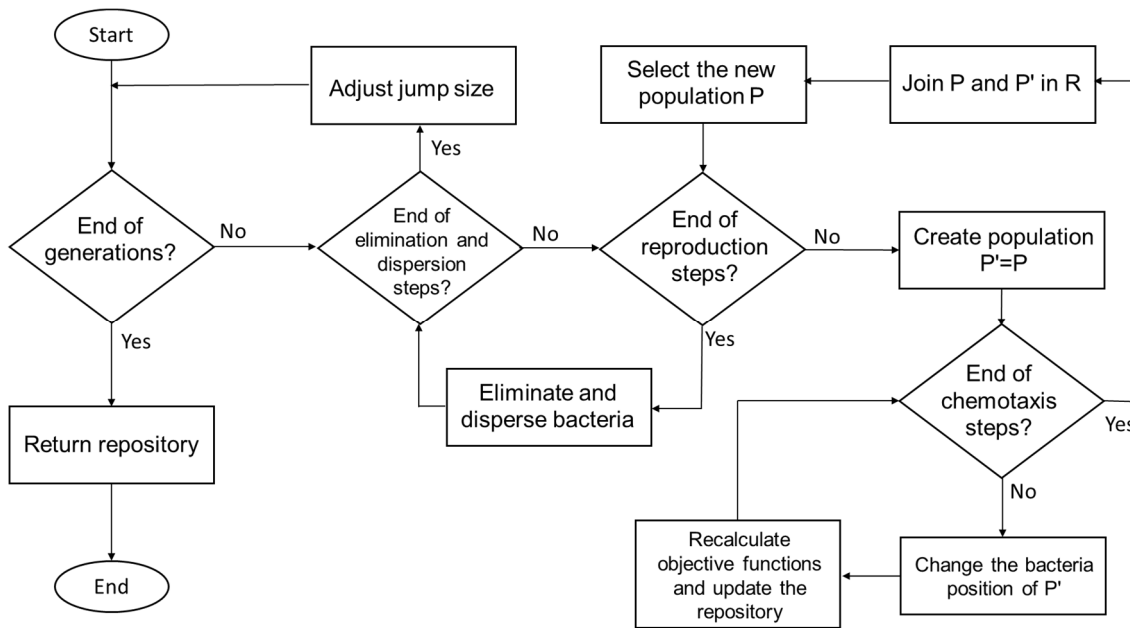 Start
Adjust jump size
Select the new
population P
Join P and P' in R
Yes
End of
generations?
No
End of
elimination and
dispersion
steps?
No
End of
reproduction
steps?
No
Create population
P'=P
Yes
Yes
Eliminate and
disperse bacteria
End of
chemotaxis
steps?
Yes
Return repository
No
Recalculate
objective functions
and update the
repository
Change the bacteria
position of P'
End